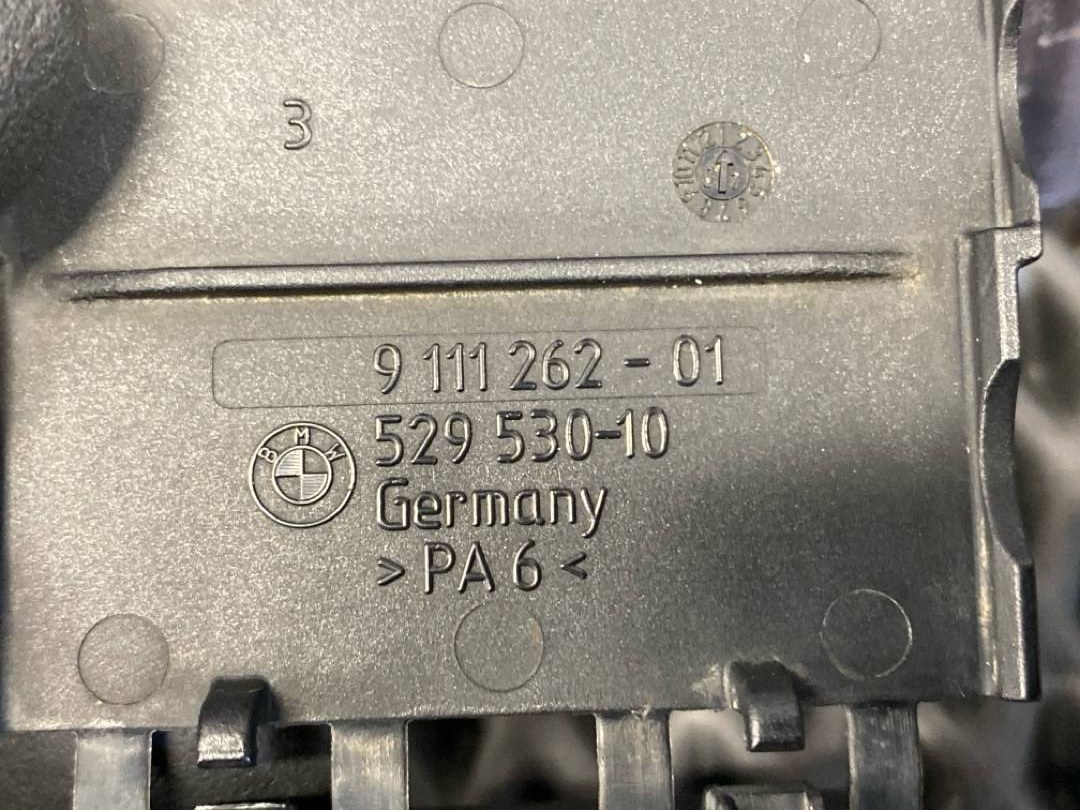 3
9 111 262 - 01
BMW
529 530-10
Germany
> PA 6 <